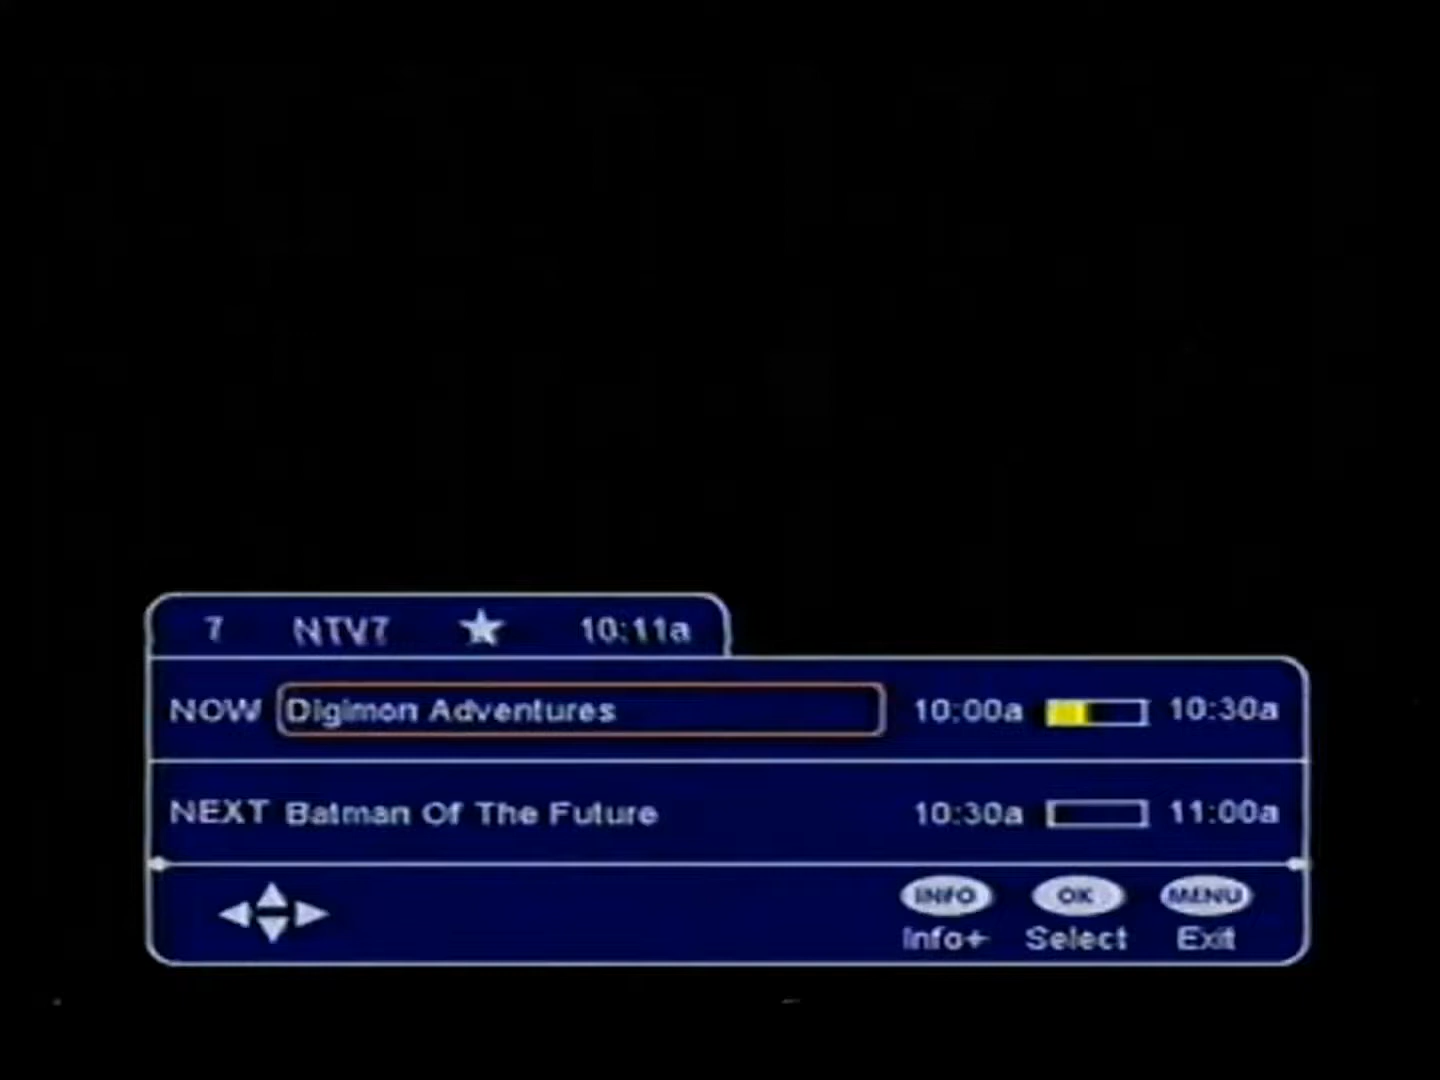 7 NTV7 10:11a
NOW Digimon Adventures 10:00a 10:30a
NEXT Batman Of The Future 10:30a 11:00a
INFO OK MENU
Info+ Select Exit